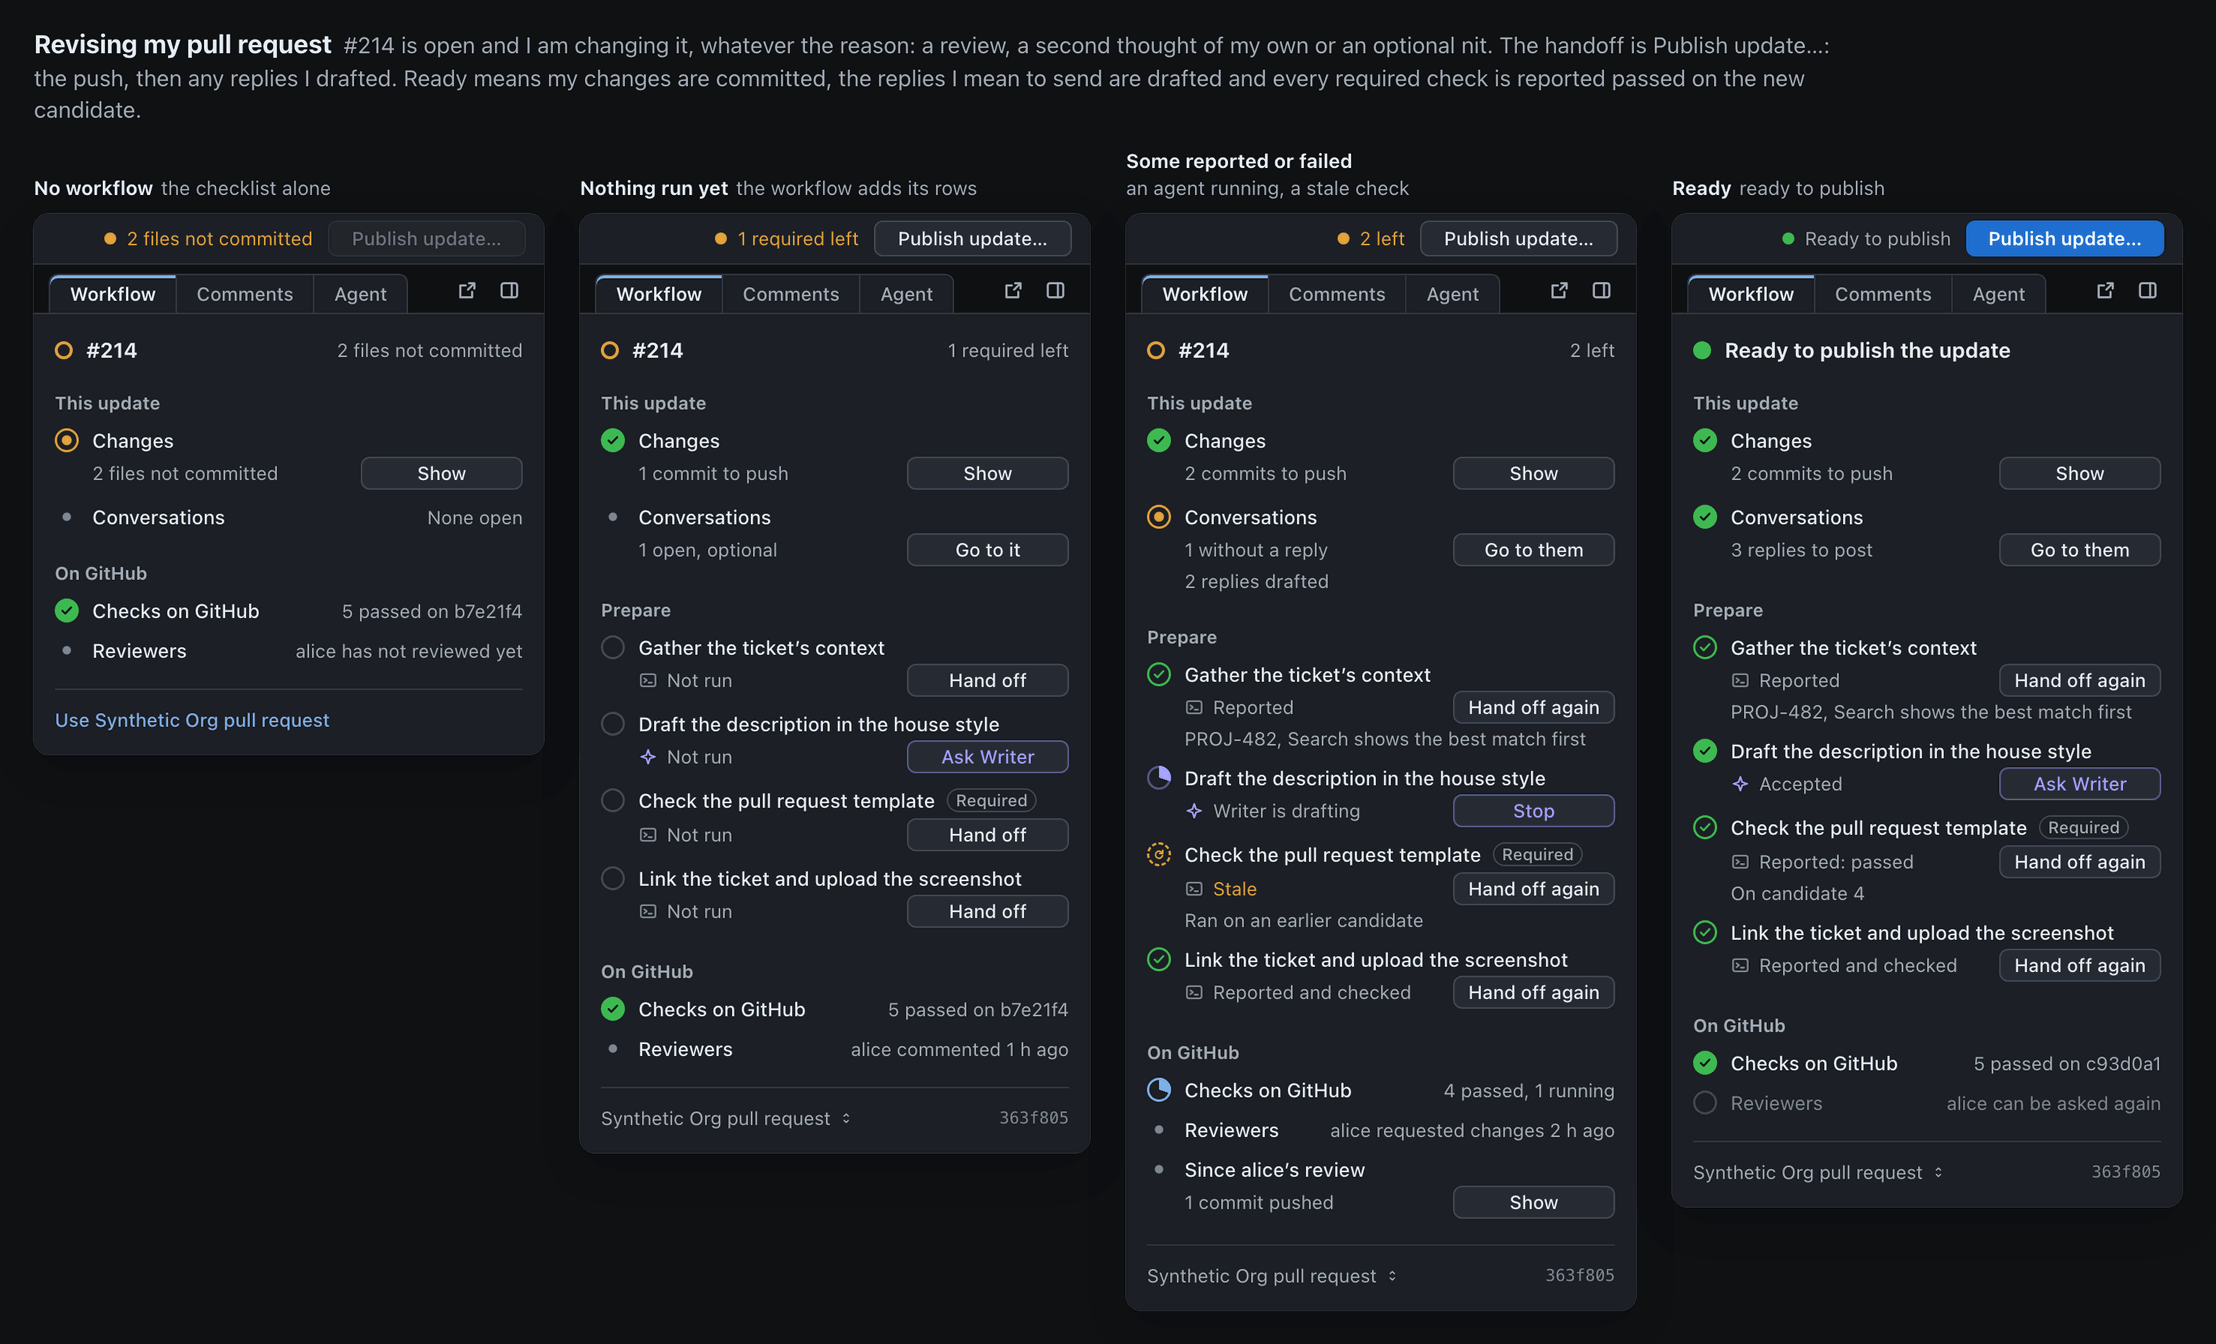 Revising my pull request #214 is open and I am changing it, whatever the reason: a review, a second thought of my own or an optional nit. The handoff is Publish update...:
the push, then any replies I drafted. Ready means my changes are committed, the replies I mean to send are drafted and every required check is reported passed on the new
candidate.
No workflow the checklist alone
2 files not committed Publish update...
Workflow Comments Agent
#214 2 files not committed
This update
Changes
2 files not committed Show
Conversations None open
On GitHub
Checks on GitHub 5 passed on b7e21f4
Reviewers alice has not reviewed yet
Use Synthetic Org pull request
Nothing run yet the workflow adds its rows
1 required left Publish update...
Workflow Comments Agent
#214 1 required left
This update
Changes
1 commit to push Show
Conversations
1 open, optional Go to it
Prepare
Gather the ticket’s context
Not run Hand off
Draft the description in the house style
Not run Ask Writer
Check the pull request template Required
Not run Hand off
Link the ticket and upload the screenshot
Not run Hand off
On GitHub
Checks on GitHub 5 passed on b7e21f4
Reviewers alice commented 1 h ago
Synthetic Org pull request 363f805
Some reported or failed
an agent running, a stale check
2 left Publish update...
Workflow Comments Agent
#214 2 left
This update
Changes
2 commits to push Show
Conversations
1 without a reply Go to them
2 replies drafted
Prepare
Gather the ticket’s context
Reported Hand off again
PROJ-482, Search shows the best match first
Draft the description in the house style
Writer is drafting Stop
Check the pull request template Required
Stale Hand off again
Ran on an earlier candidate
Link the ticket and upload the screenshot
Reported and checked Hand off again
On GitHub
Checks on GitHub 4 passed, 1 running
Reviewers alice requested changes 2 h ago
Since alice’s review
1 commit pushed Show
Synthetic Org pull request 363f805
Ready ready to publish
Ready to publish Publish update...
Workflow Comments Agent
Ready to publish the update
This update
Changes
2 commits to push Show
Conversations
3 replies to post Go to them
Prepare
Gather the ticket’s context
Reported Hand off again
PROJ-482, Search shows the best match first
Draft the description in the house style
Accepted Ask Writer
Check the pull request template Required
Reported: passed Hand off again
On candidate 4
Link the ticket and upload the screenshot
Reported and checked Hand off again
On GitHub
Checks on GitHub 5 passed on c93d0a1
Reviewers alice can be asked again
Synthetic Org pull request 363f805